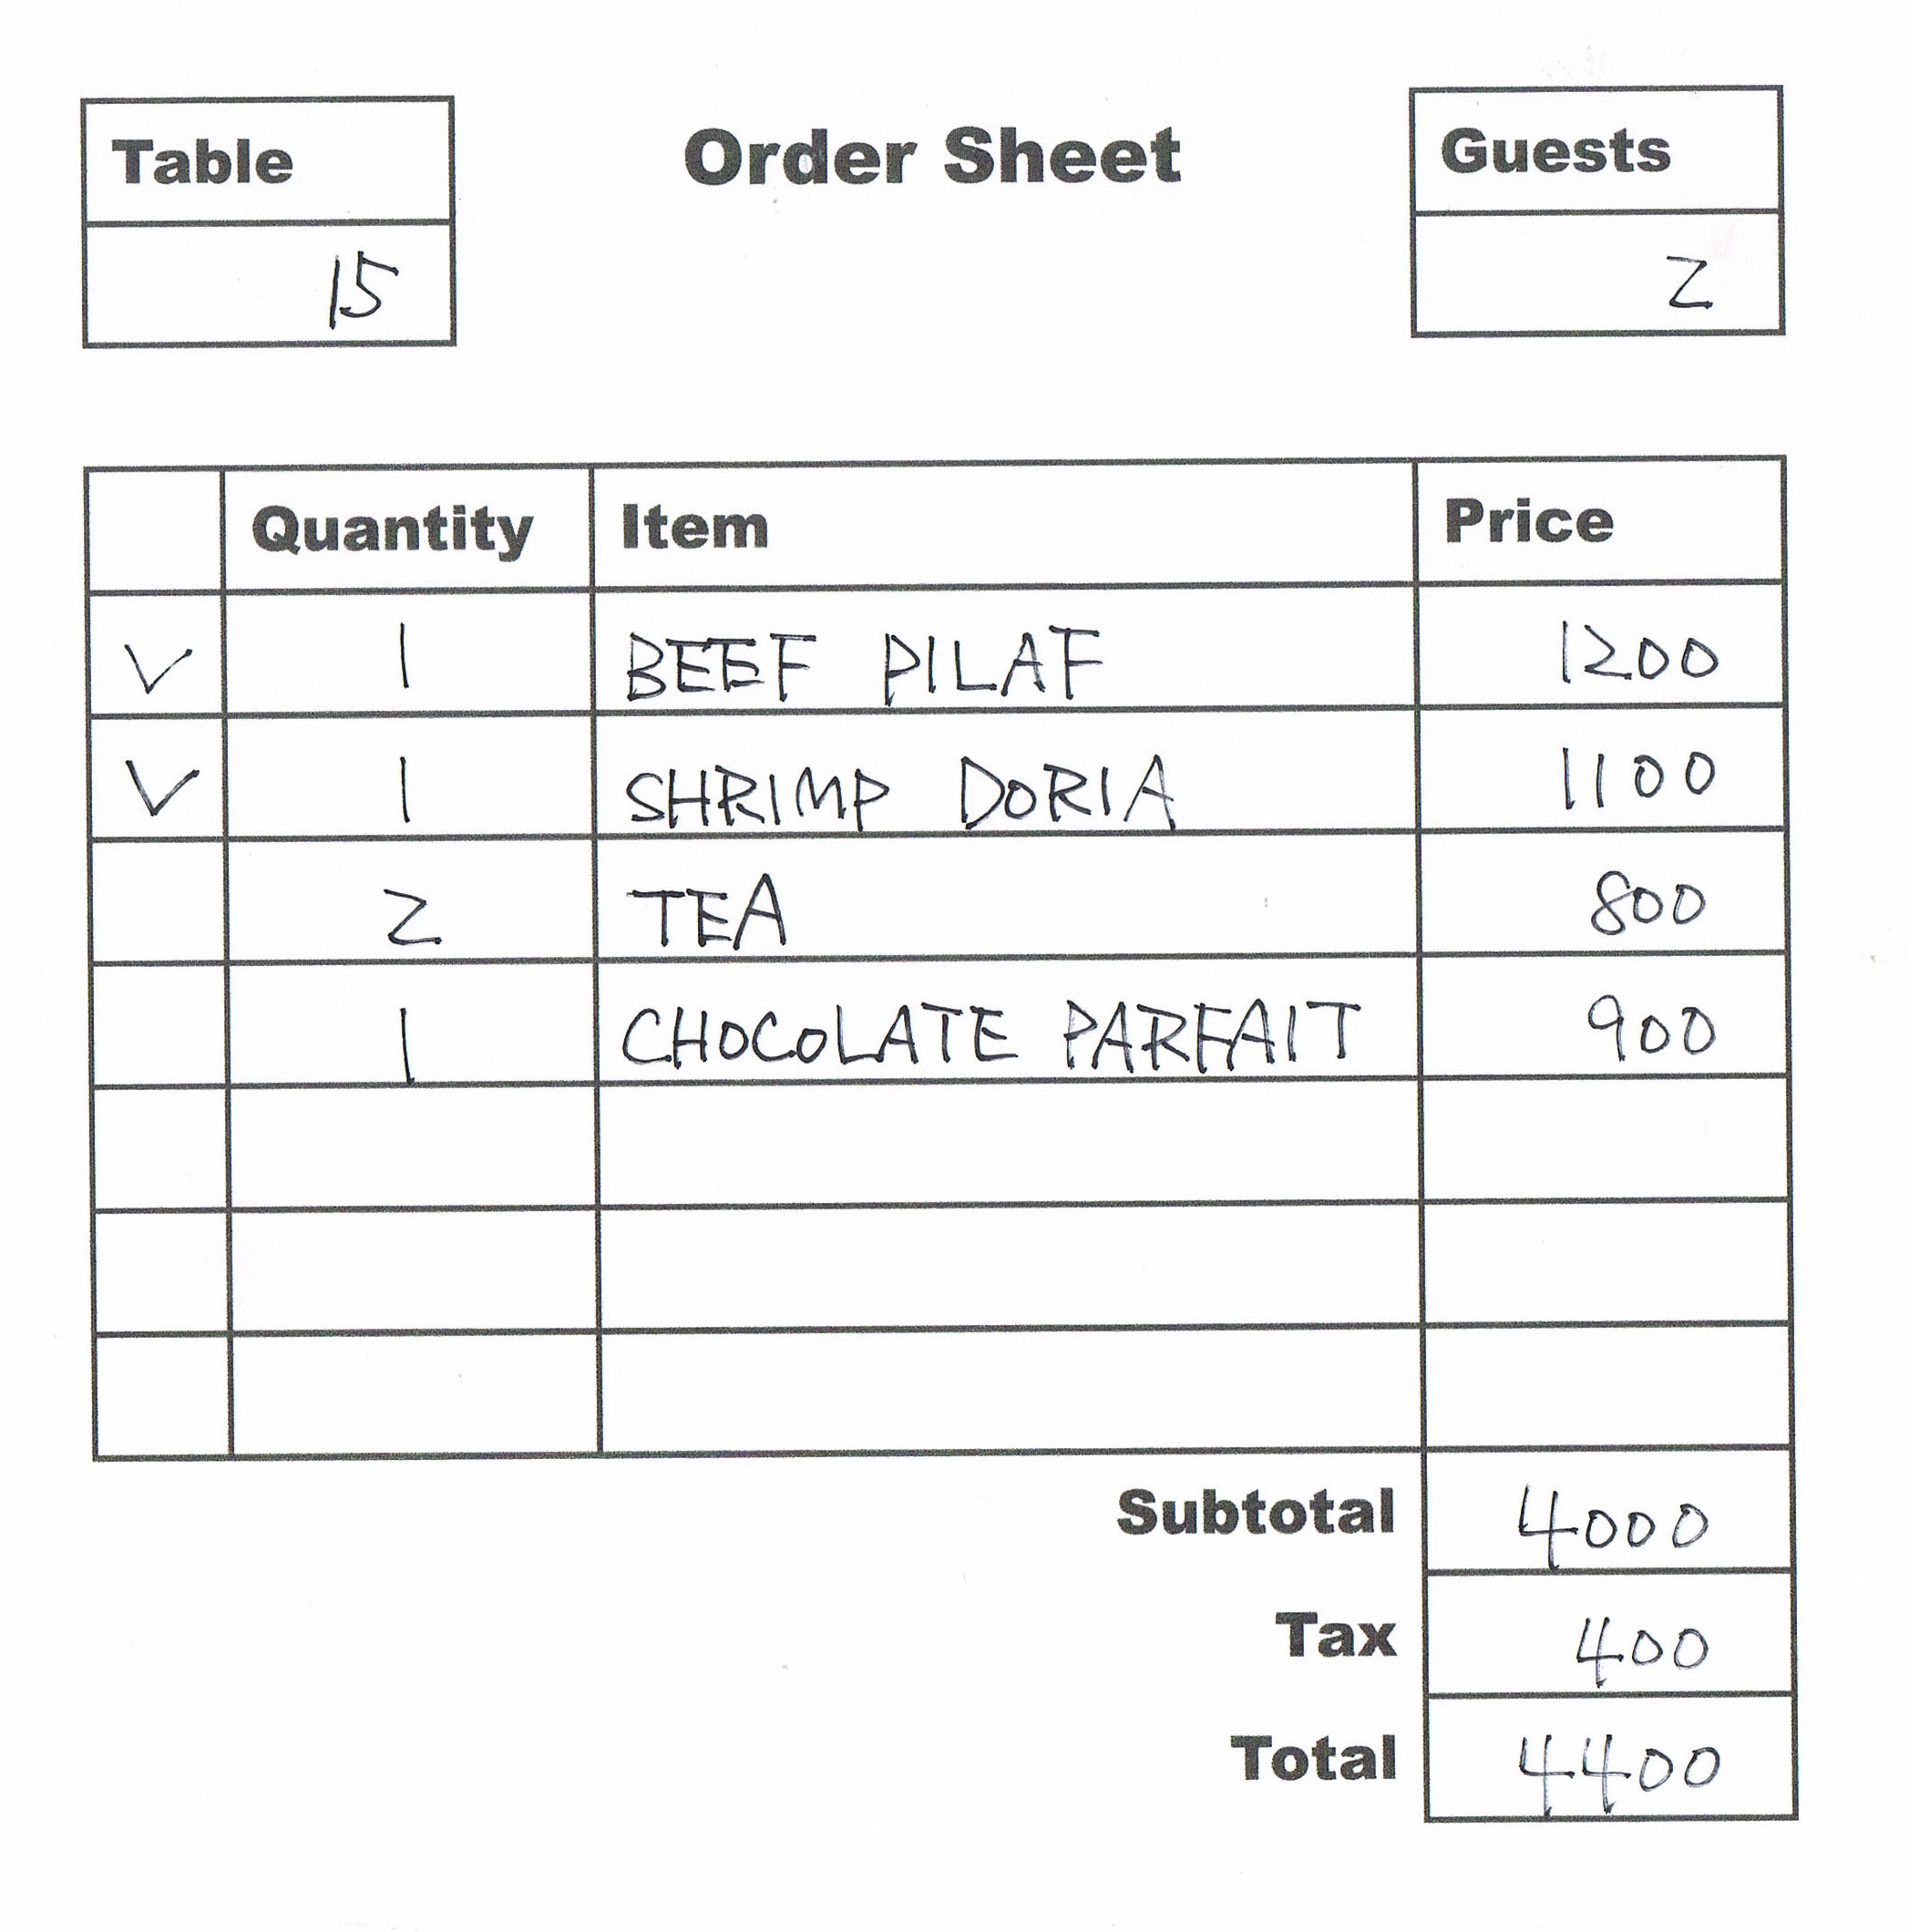 Table Order Sheet Guests
15 2
Quantity Item Price
✓ 1 BEEF PILAF 1200
✓ 1 SHRIMP DORIA 1100
2 TEA 800
1 CHOCOLATE PARFAIT 900
Subtotal 4000
Tax 400
Total 4400